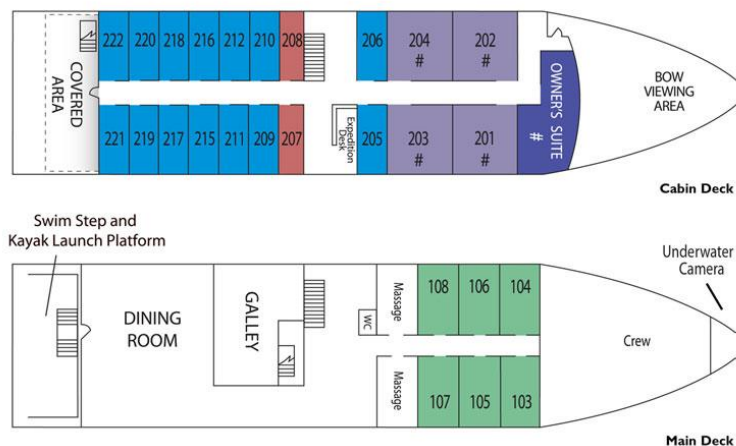 222 220 218 216 212 210 208 206 204 # 202 #
COVERED
AREA
OWNER'S SUITE #
BOW
VIEWING
AREA
Expedition
Desk
221 219 217 215 211 209 207 205 203 # 201 #
Cabin Deck
Swim Step and
Kayak Launch Platform
Underwater
Camera
DINING
ROOM
GALLEY
WC
Massage
108 106 104
Crew
Massage
107 105 103
Main Deck